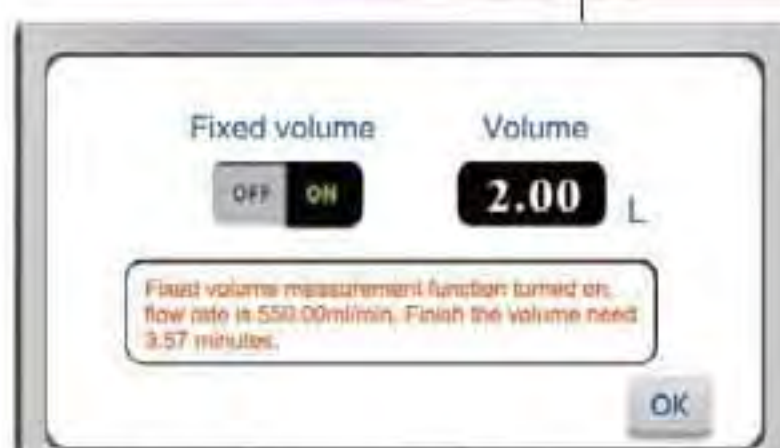 Fixed volume Volume
OFF ON 2.00 L
Fixed volume measurement function turned on,
flow rate is 550.00ml/min. Finish the volume need
3.57 minutes.
OK